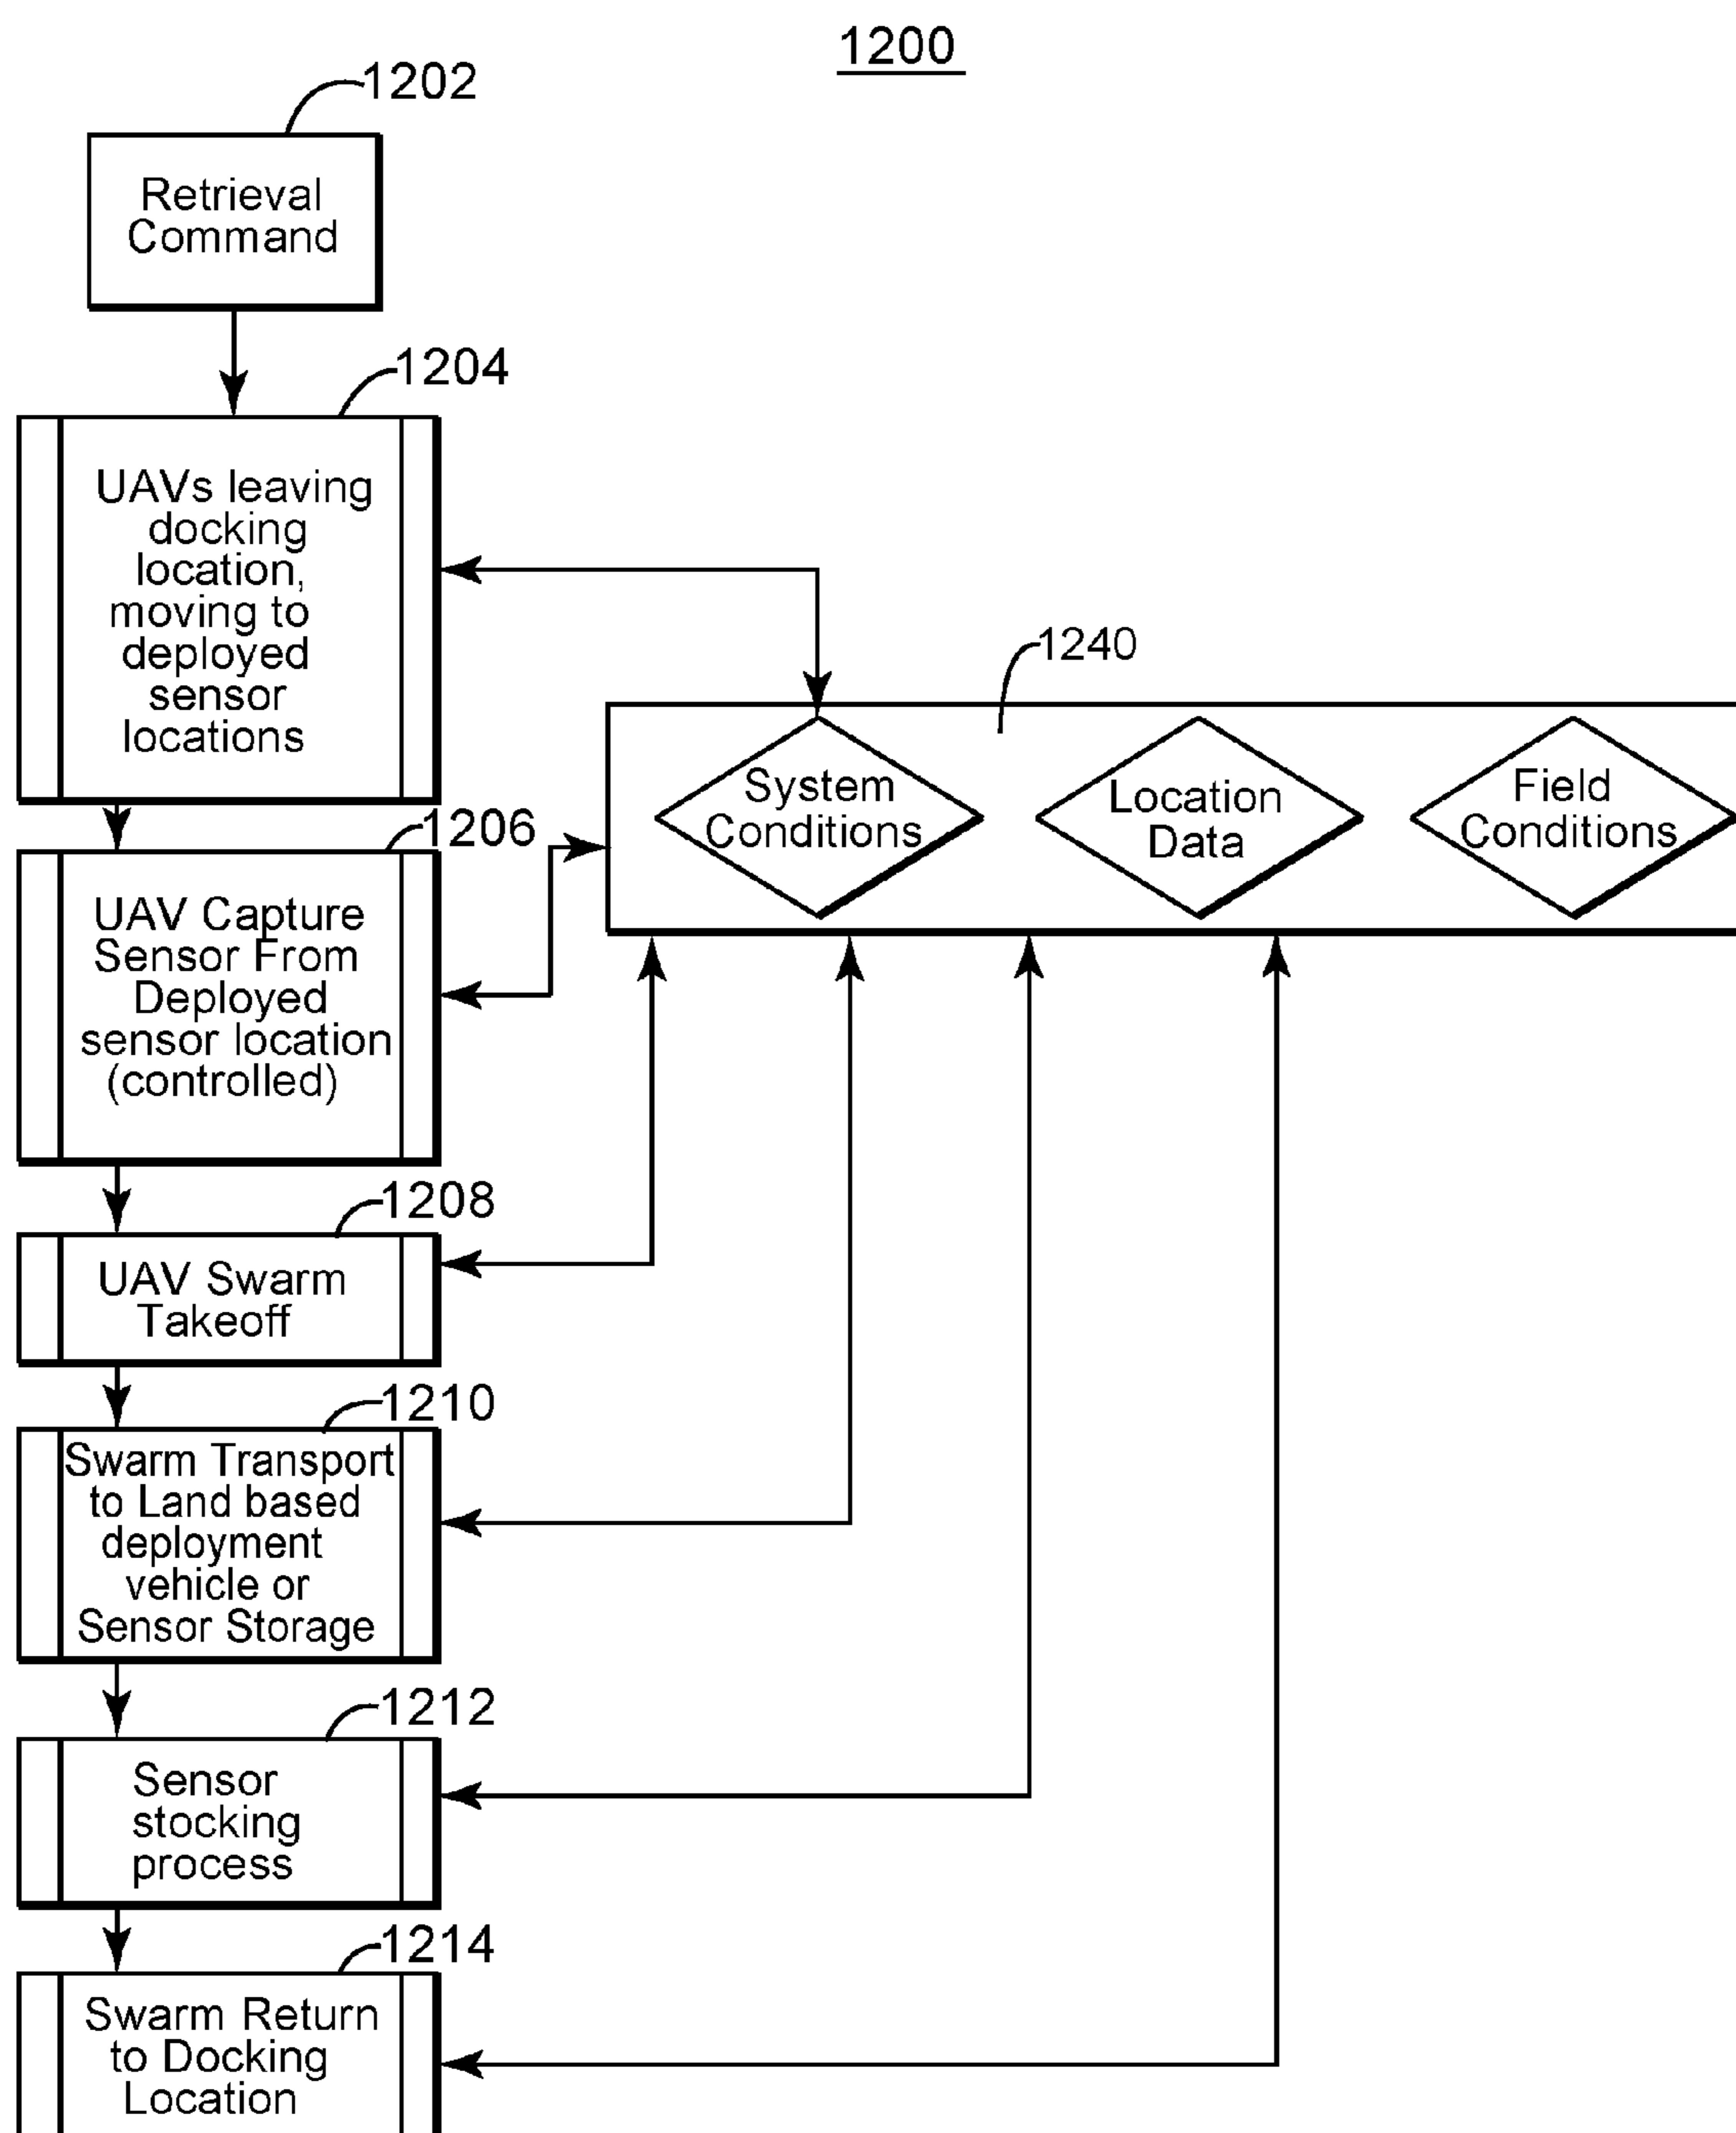 1200
1202
Retrieval
Command
1204
UAVs leaving
docking
location,
moving to
deployed
sensor
locations
1240
System
Conditions
Location
Data
Field
Conditions
1206
UAV Capture
Sensor From
Deployed
sensor location
(controlled)
1208
UAV Swarm
Takeoff
1210
Swarm Transport
to Land based
deployment
vehicle or
Sensor Storage
1212
Sensor
stocking
process
1214
Swarm Return
to Docking
Location